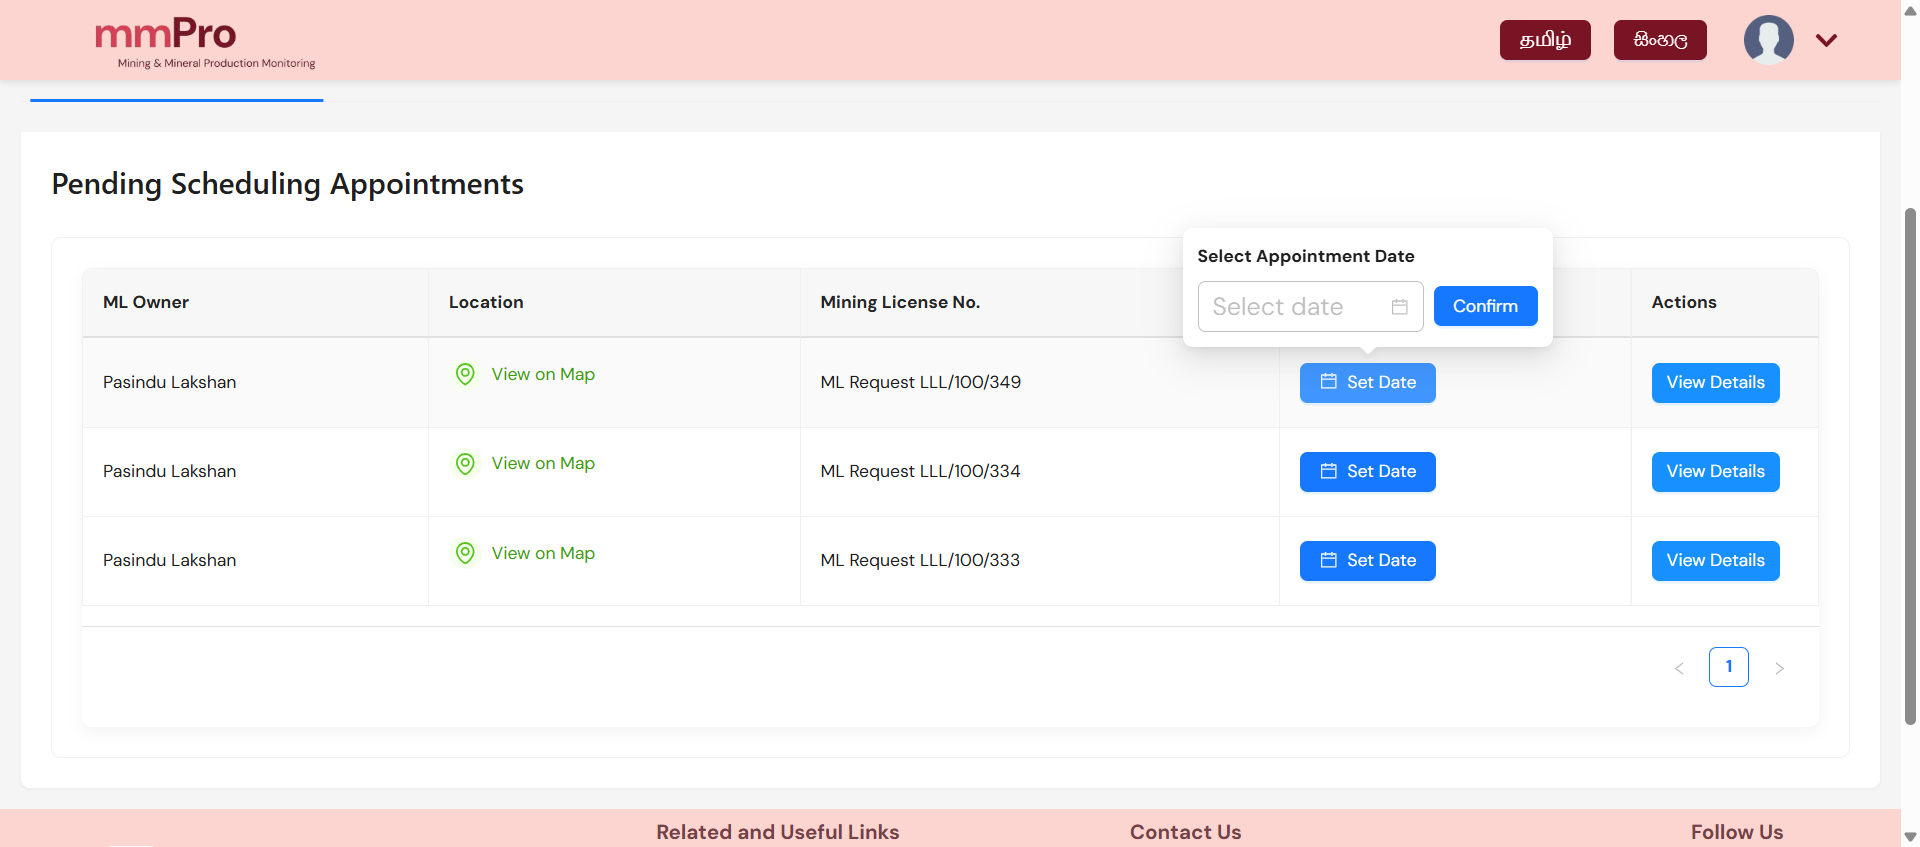 mmPro
Mining & Mineral Production Monitoring
தமிழ்
සිංහල
Pending Scheduling Appointments
Select Appointment Date
Select date
Confirm
ML Owner
Location
Mining License No.
Actions
Pasindu Lakshan
View on Map
ML Request LLL/100/349
Set Date
View Details
Pasindu Lakshan
View on Map
ML Request LLL/100/334
Set Date
View Details
Pasindu Lakshan
View on Map
ML Request LLL/100/333
Set Date
View Details
1
Related and Useful Links
Contact Us
Follow Us